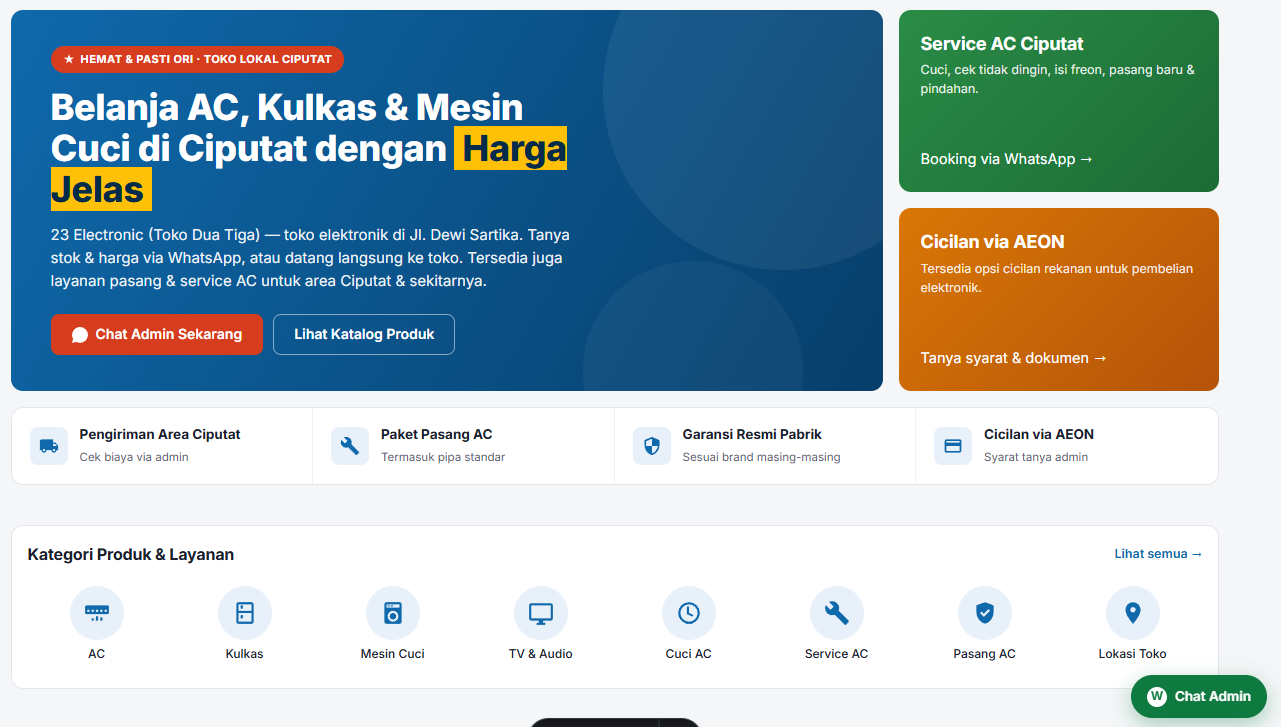 ★ HEMAT & PASTI ORI · TOKO LOKAL CIPUTAT
Belanja AC, Kulkas & Mesin
Cuci di Ciputat dengan Harga
Jelas
23 Electronic (Toko Dua Tiga) — toko elektronik di Jl. Dewi Sartika. Tanya
stok & harga via WhatsApp, atau datang langsung ke toko. Tersedia juga
layanan pasang & service AC untuk area Ciputat & sekitarnya.
Chat Admin Sekarang
Lihat Katalog Produk
Service AC Ciputat
Cuci, cek tidak dingin, isi freon, pasang baru &
pindahan.
Booking via WhatsApp →
Cicilan via AEON
Tersedia opsi cicilan rekanan untuk pembelian
elektronik.
Tanya syarat & dokumen →
Pengiriman Area Ciputat
Cek biaya via admin
Paket Pasang AC
Termasuk pipa standar
Garansi Resmi Pabrik
Sesuai brand masing-masing
Cicilan via AEON
Syarat tanya admin
Kategori Produk & Layanan
Lihat semua →
AC
Kulkas
Mesin Cuci
TV & Audio
Cuci AC
Service AC
Pasang AC
Lokasi Toko
W Chat Admin